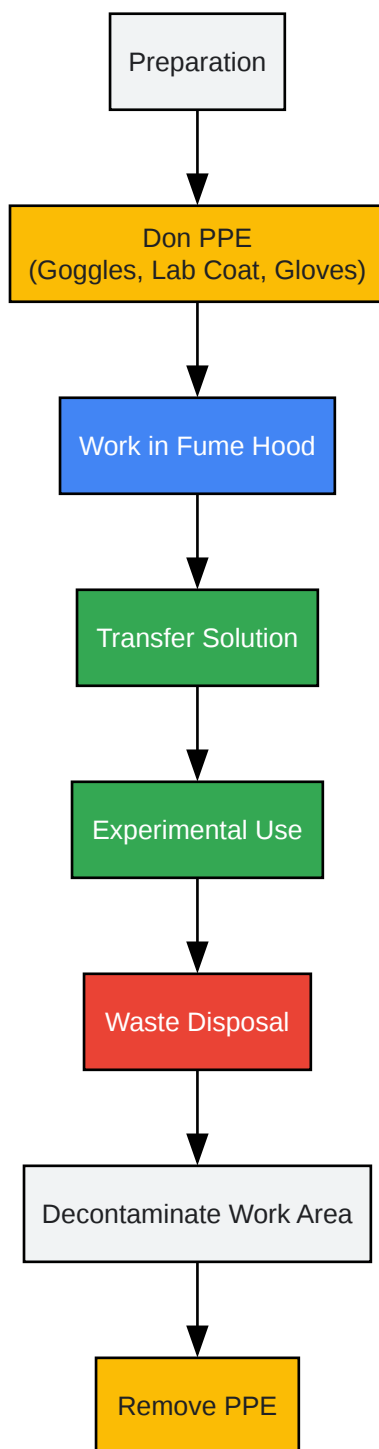 Preparation
Don PPE
(Goggles, Lab Coat, Gloves)
Work in Fume Hood
Transfer Solution
Experimental Use
Waste Disposal
Decontaminate Work Area
Remove PPE